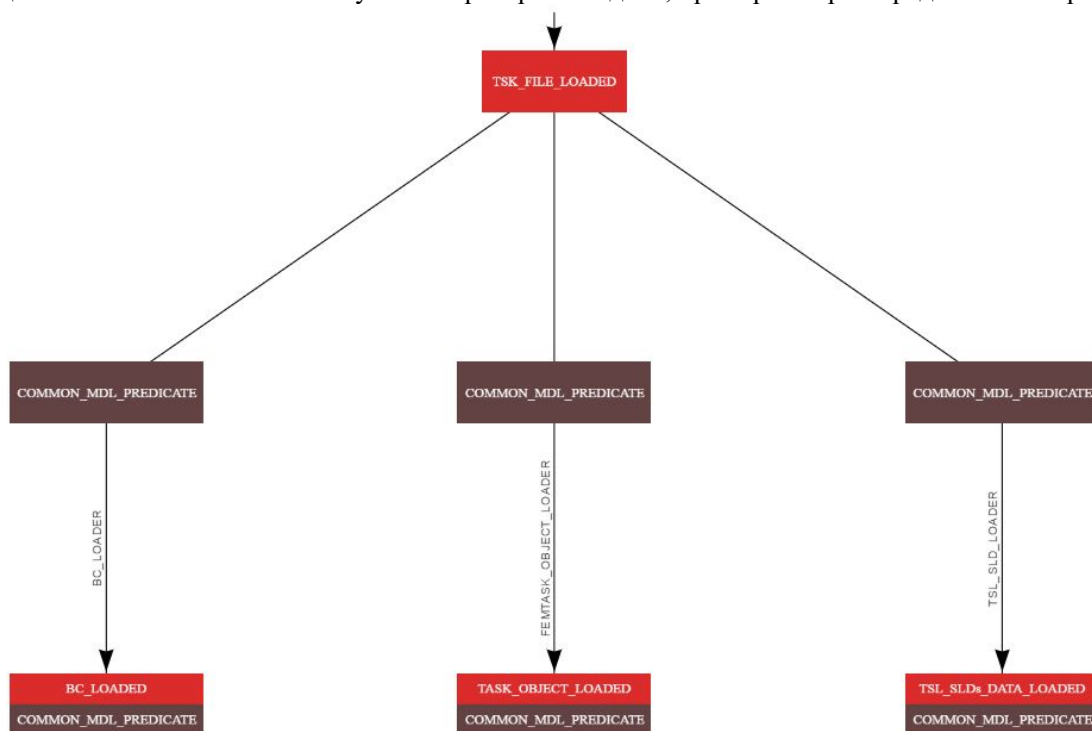 TSK_FILE_LOADED
COMMON_MDL_PREDICATE
COMMON_MDL_PREDICATE
COMMON_MDL_PREDICATE
BC_LOADER
FEMTASK_OBJECT_LOADER
TSL_SLD_LOADER
BC_LOADED
TASK_OBJECT_LOADED
TSL_SLDs_DATA_LOADED
COMMON_MDL_PREDICATE
COMMON_MDL_PREDICATE
COMMON_MDL_PREDICATE